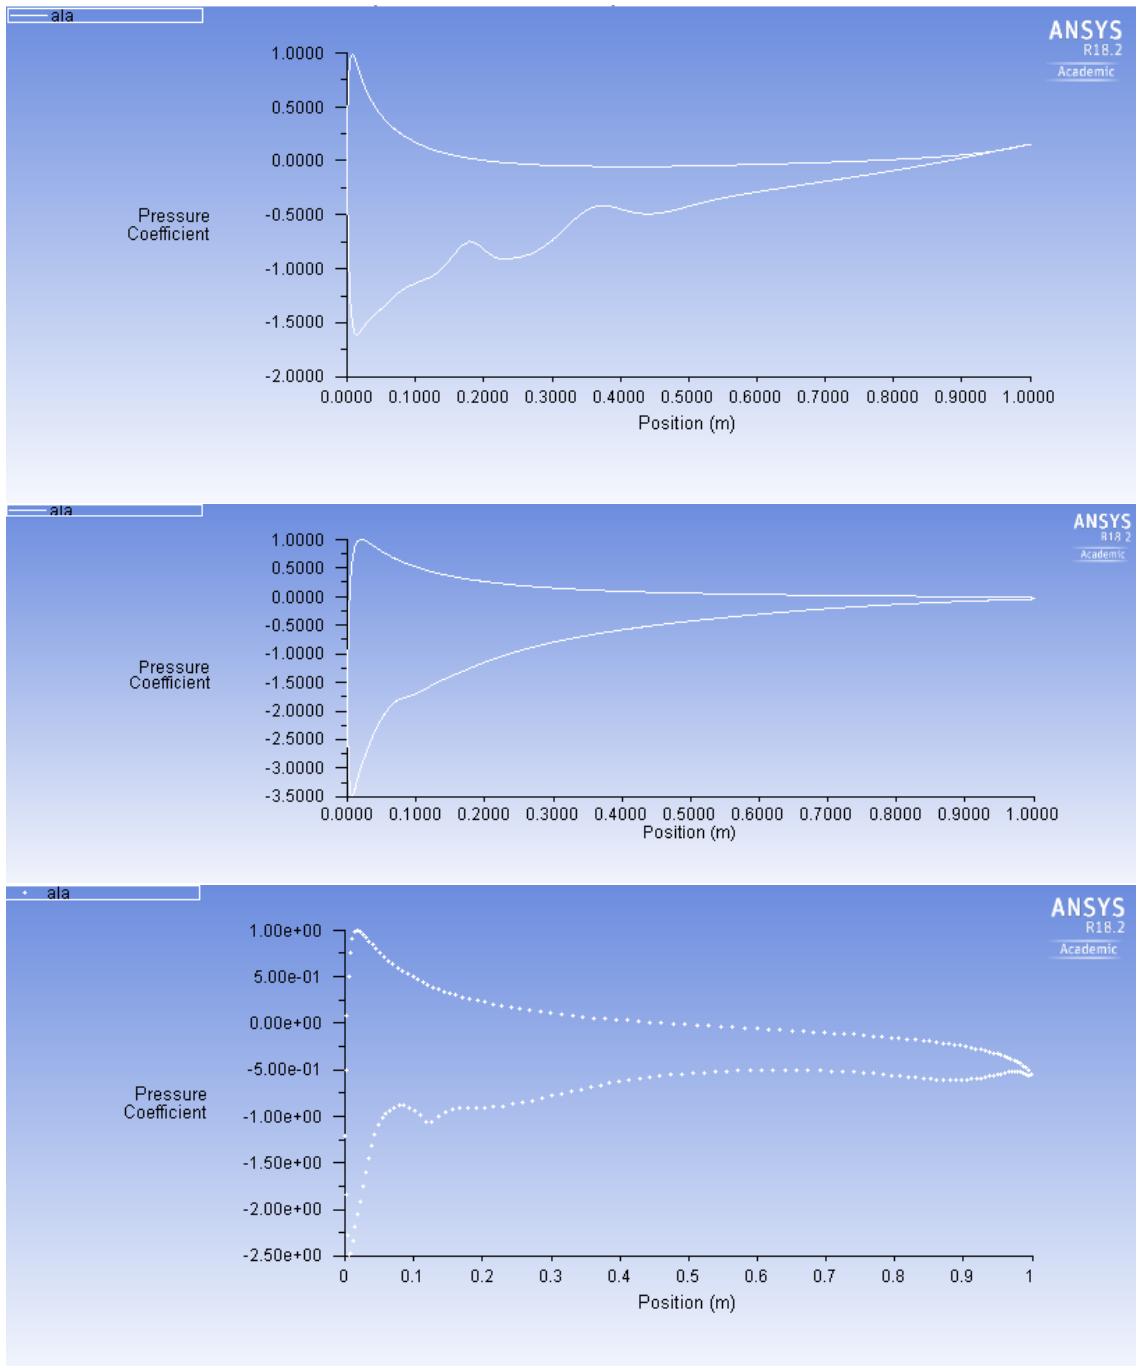 ala
ANSYS
R18.2
Academic
1.0000
0.5000
0.0000
-0.5000
-1.0000
-1.5000
-2.0000
Pressure
Coefficient
0.0000 0.1000 0.2000 0.3000 0.4000 0.5000 0.6000 0.7000 0.8000 0.9000 1.0000
Position (m)
ala
ANSYS
R18.2
Academic
1.0000
0.5000
0.0000
-0.5000
-1.0000
-1.5000
-2.0000
-2.5000
-3.0000
-3.5000
Pressure
Coefficient
0.0000 0.1000 0.2000 0.3000 0.4000 0.5000 0.6000 0.7000 0.8000 0.9000 1.0000
Position (m)
ala
ANSYS
R18.2
Academic
1.00e+00
5.00e-01
0.00e+00
-5.00e-01
-1.00e+00
-1.50e+00
-2.00e+00
-2.50e+00
Pressure
Coefficient
0 0.1 0.2 0.3 0.4 0.5 0.6 0.7 0.8 0.9 1
Position (m)